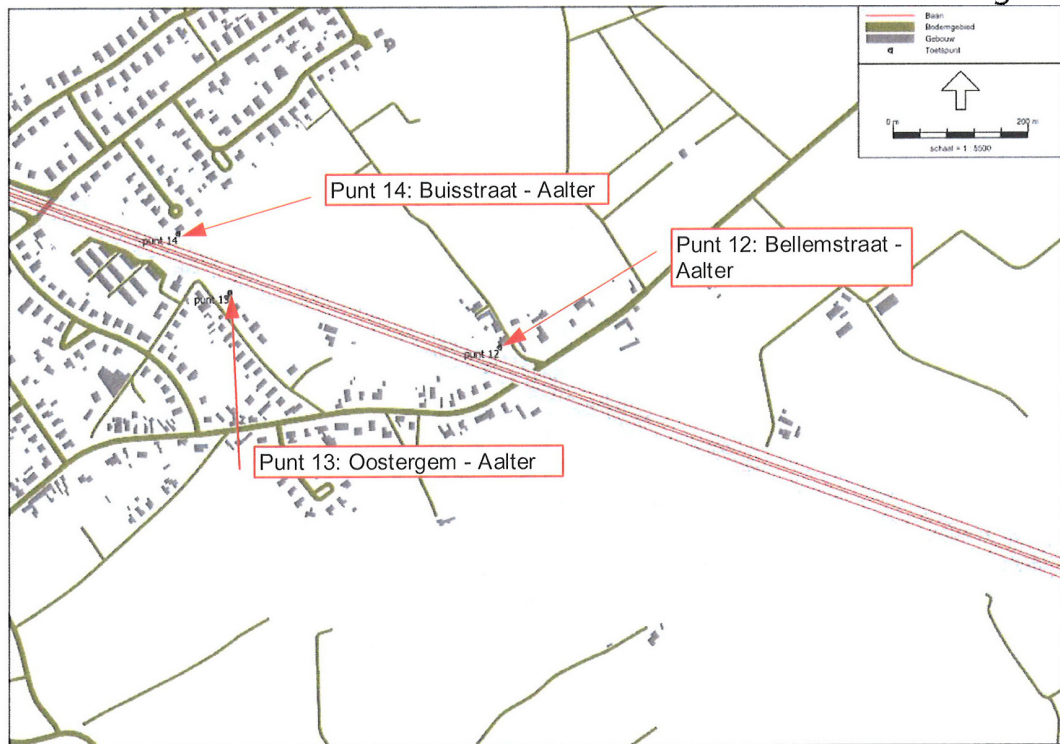 g
Baan
Bodemgebied
Gebouw
Toetspunt
0 m
200 m
schaal = 1 : 5500
Punt 14: Buisstraat - Aalter
punt 14
Punt 12: Bellemstraat -
Aalter
punt 13
punt 12
Punt 13: Oostergem - Aalter